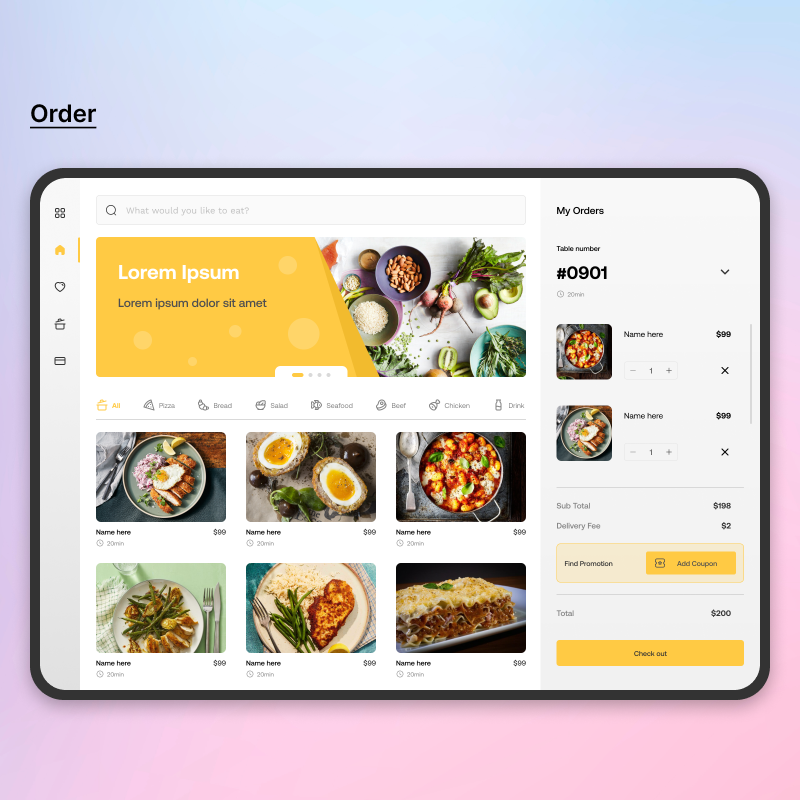 Order
What would you like to eat?
Lorem Ipsum
Lorem ipsum dolor sit amet
All
Pizza
Bread
Salad
Seafood
Beef
Chicken
Drink
Name here
$99
20min
Name here
$99
20min
Name here
$99
20min
Name here
$99
20min
Name here
$99
20min
Name here
$99
20min
My Orders
Table number
#0901
20min
Name here
$99
1
Name here
$99
1
Sub Total
$198
Delivery Fee
$2
Find Promotion
Add Coupon
Total
$200
Check out